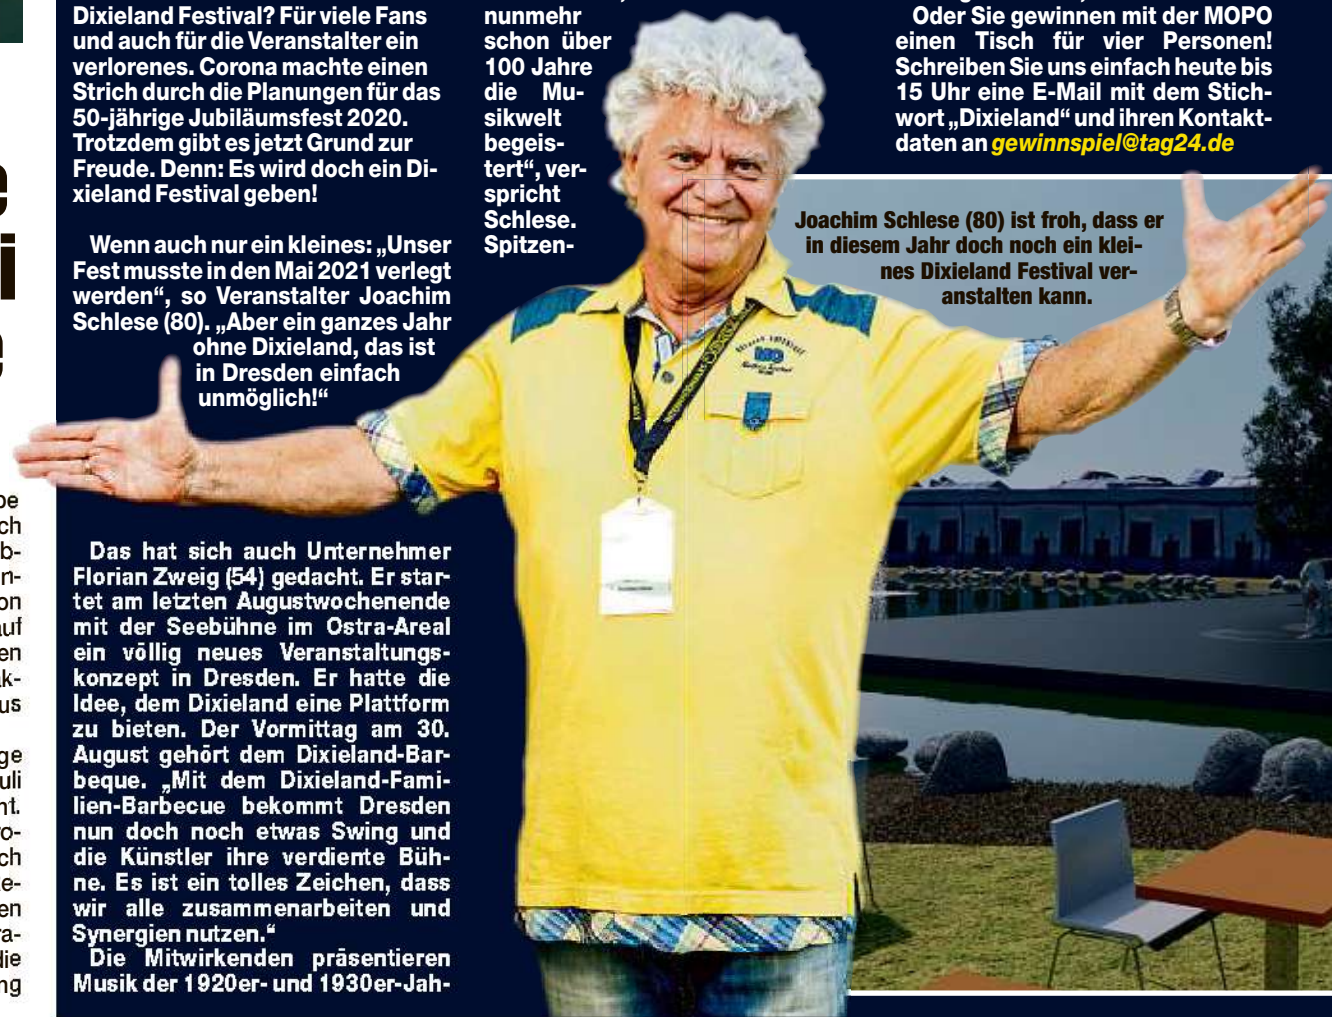 Dixieland Festival? Für viele Fans
und auch für die Veranstalter ein
verlorenes. Corona machte einen
Strich durch die Planungen für das
50-jährige Jubiläumsfest 2020.
Trotzdem gibt es jetzt Grund zur
Freude. Denn: Es wird doch ein Di-
xieland Festival geben!
Wenn auch nur ein kleines: „Unser
Fest musste in den Mai 2021 verlegt
werden“, so Veranstalter Joachim
Schlese (80). „Aber ein ganzes Jahr
ohne Dixieland, das ist
in Dresden einfach
unmöglich!“
Das hat sich auch Unternehmer
Florian Zweig (54) gedacht. Er star-
tet am letzten Augustwochenende
mit der Seebühne im Ostra-Areal
ein völlig neues Veranstaltungs-
konzept in Dresden. Er hatte die
Idee, dem Dixieland eine Plattform
zu bieten. Der Vormittag am 30.
August gehört dem Dixieland-Bar-
beque. „Mit dem Dixieland-Fami-
lien-Barbecue bekommt Dresden
nun doch noch etwas Swing und
die Künstler ihre verdiente Büh-
ne. Es ist ein tolles Zeichen, dass
wir alle zusammenarbeiten und
Synergien nutzen.“
Die Mitwirkenden präsentieren
Musik der 1920er- und 1930er-Jah-
nunmehr
schon über
100 Jahre
die Mu-
sikwelt
begeis-
tert“, ver-
spricht
Schlese.
Spitzen-
Oder Sie gewinnen mit der MOPO
einen Tisch für vier Personen!
Schreiben Sie uns einfach heute bis
15 Uhr eine E-Mail mit dem Stich-
wort „Dixieland“ und ihren Kontakt-
daten an gewinnspiel@tag24.de
Joachim Schlese (80) ist froh, dass er
in diesem Jahr doch noch ein klei-
nes Dixieland Festival ver-
anstalten kann.